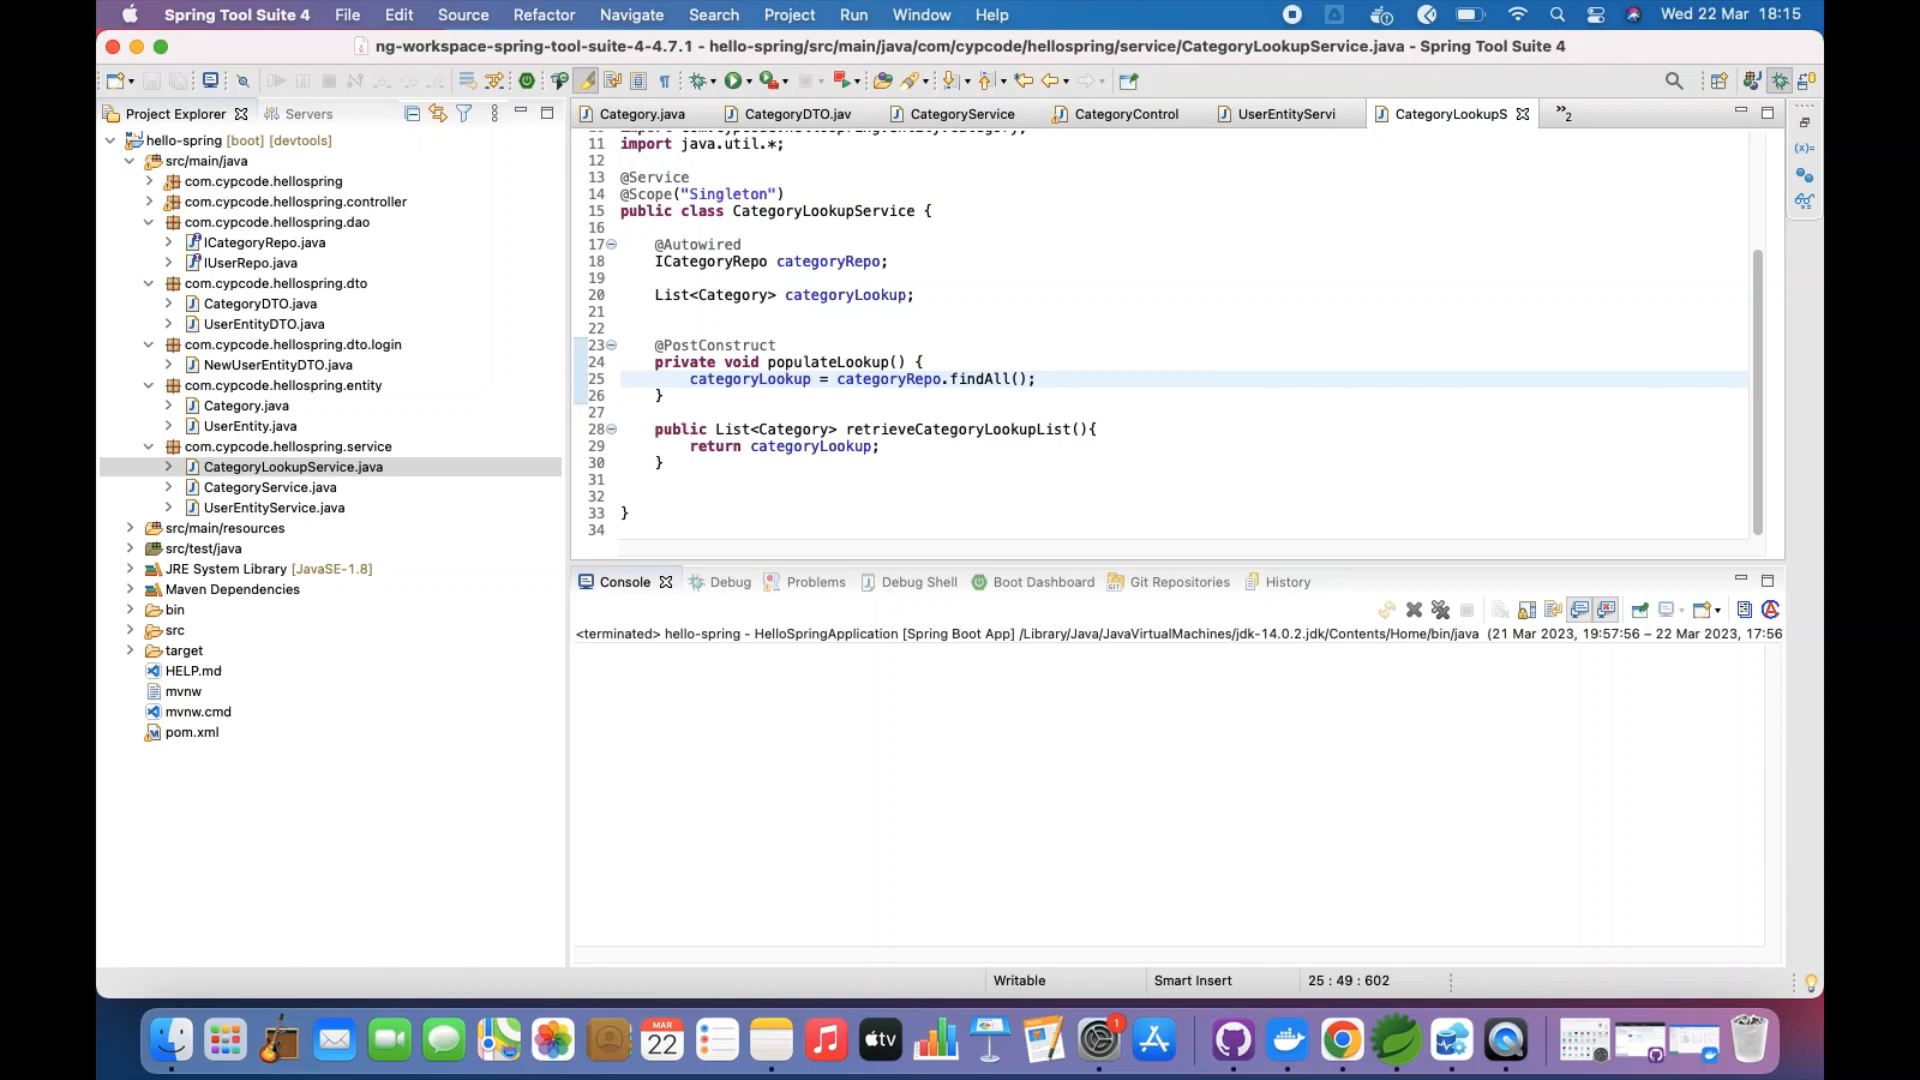 Spring Tool Suite 4 File Edit Source Refactor Navigate Search Project Run Window Help Wed 22 Mar 18:15
ng-workspace-spring-tool-suite-4-4.7.1 - hello-spring/src/main/java/com/cypcode/hellospring/service/CategoryLookupService.java - Spring Tool Suite 4
Project Explorer Servers
hello-spring [boot] [devtools]
src/main/java
com.cypcode.hellospring
com.cypcode.hellospring.controller
com.cypcode.hellospring.dao
ICategoryRepo.java
IUserRepo.java
com.cypcode.hellospring.dto
CategoryDTO.java
UserEntityDTO.java
com.cypcode.hellospring.dto.login
NewUserEntityDTO.java
com.cypcode.hellospring.entity
Category.java
UserEntity.java
com.cypcode.hellospring.service
CategoryLookupService.java
CategoryService.java
UserEntityService.java
src/main/resources
src/test/java
JRE System Library [JavaSE-1.8]
Maven Dependencies
bin
src
target
HELP.md
mvnw
mvnw.cmd
pom.xml
Category.java CategoryDTO.jav CategoryService CategoryControl UserEntityServi CategoryLookupS »2
11 import java.util.*;
12
13 @Service
14 @Scope("Singleton")
15 public class CategoryLookupService {
16
17 @Autowired
18 ICategoryRepo categoryRepo;
19
20 List<Category> categoryLookup;
21
22
23 @PostConstruct
24 private void populateLookup() {
25 categoryLookup = categoryRepo.findAll();
26 }
27
28 public List<Category> retrieveCategoryLookupList(){
29 return categoryLookup;
30 }
31
32
33 }
34
(x)=
Console Debug Problems Debug Shell Boot Dashboard Git Repositories History
<terminated> hello-spring - HelloSpringApplication [Spring Boot App] /Library/Java/JavaVirtualMachines/jdk-14.0.2.jdk/Contents/Home/bin/java (21 Mar 2023, 19:57:56 – 22 Mar 2023, 17:56
Writable Smart Insert 25 : 49 : 602
MAR
22
tv
1